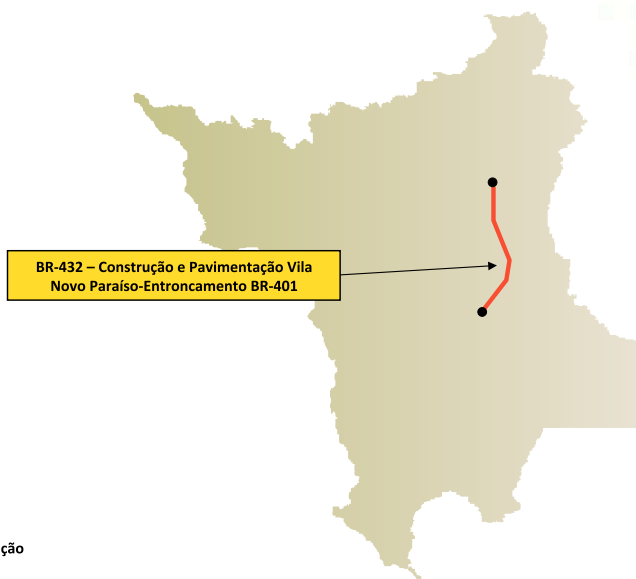 BR-432 – Construção e Pavimentação Vila
Novo Paraíso-Entroncamento BR-401
ção